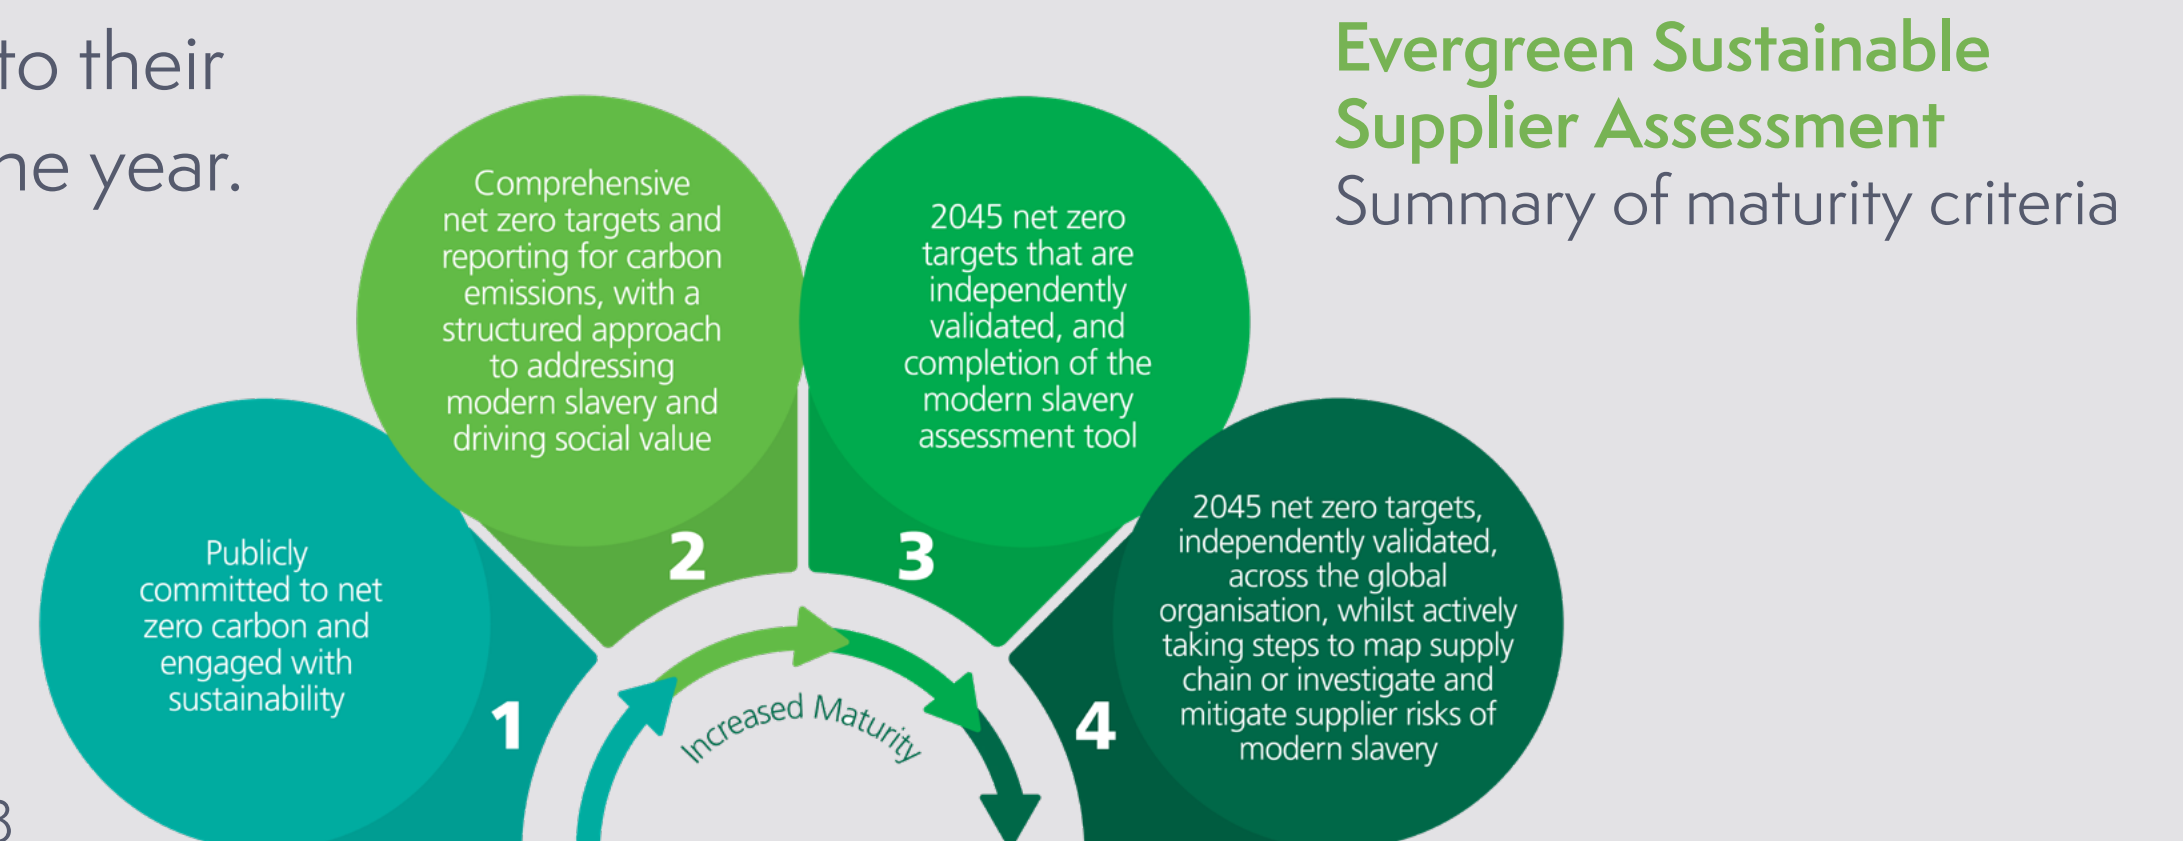 to their
he year.
Evergreen Sustainable
Supplier Assessment
Summary of maturity criteria
Publicly
committed to net
zero carbon and
engaged with
sustainability
1
Comprehensive
net zero targets and
reporting for carbon
emissions, with a
structured approach
to addressing
modern slavery and
driving social value
2
2045 net zero
targets that are
independently
validated, and
completion of the
modern slavery
assessment tool
3
2045 net zero targets,
independently validated,
across the global
organisation, whilst actively
taking steps to map supply
chain or investigate and
mitigate supplier risks of
modern slavery
4
Increased Maturity